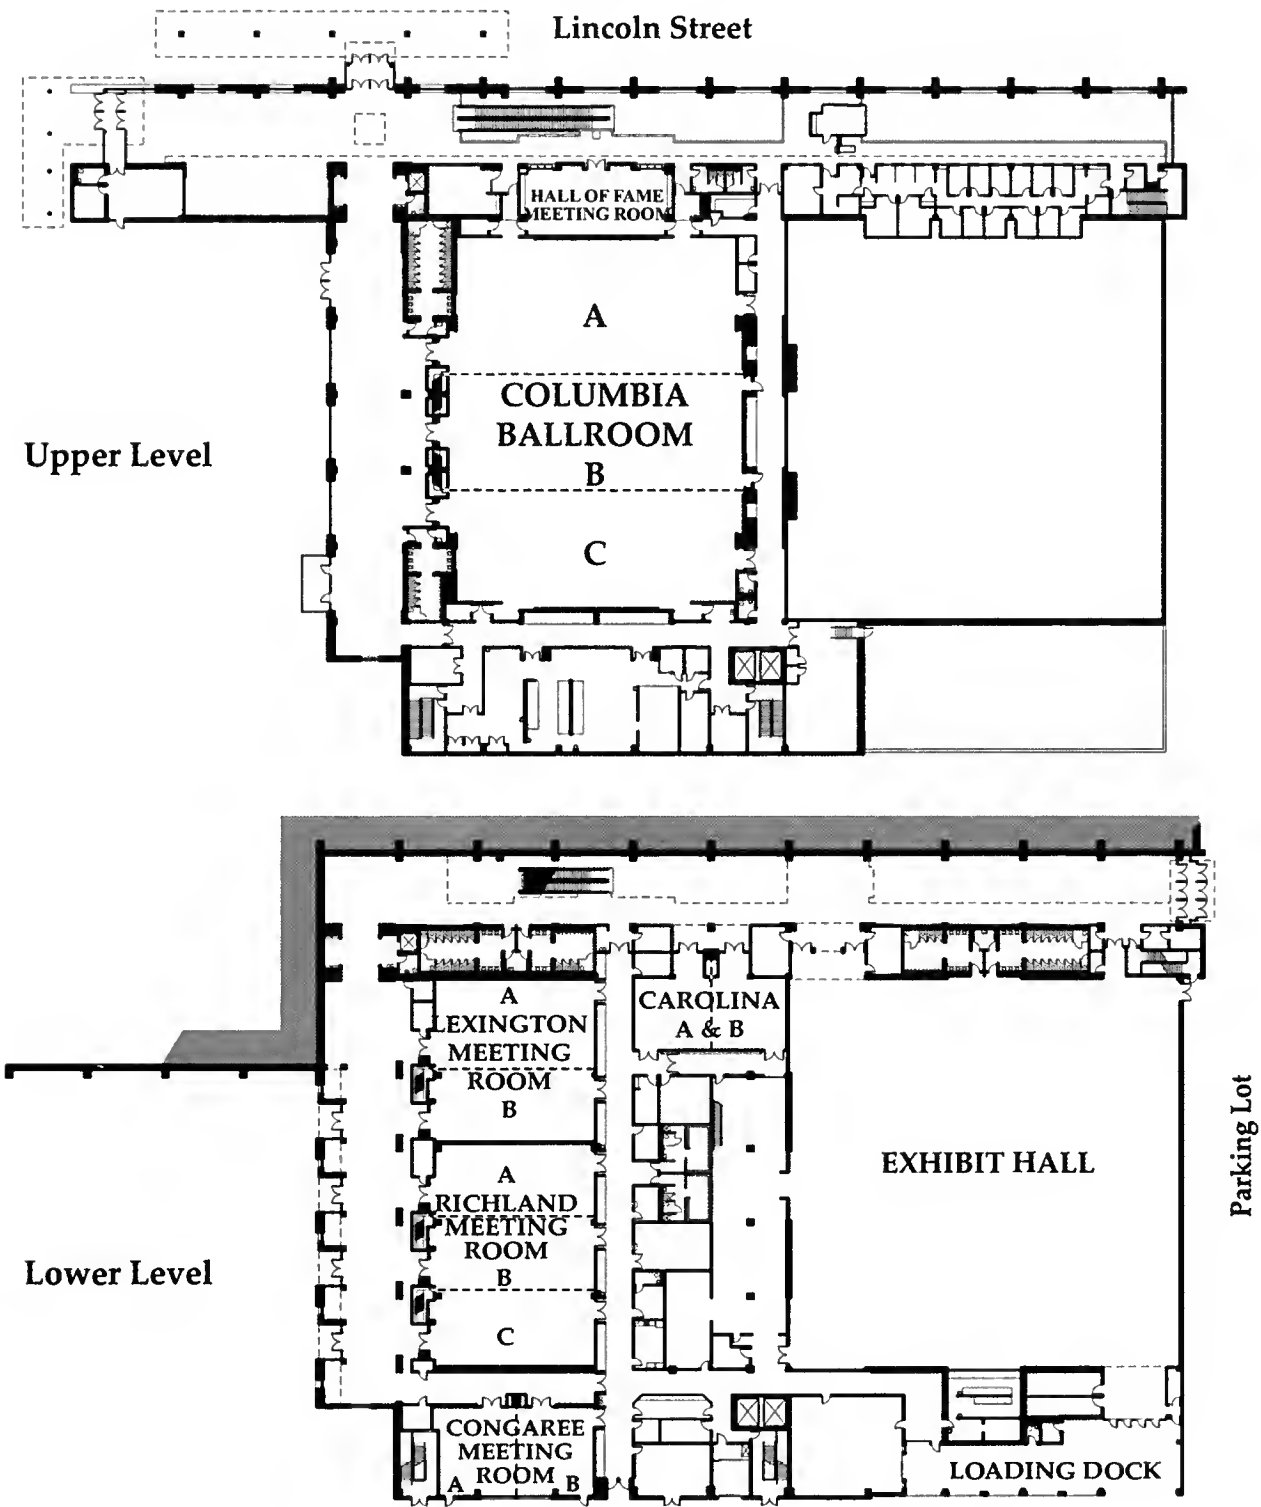 Lincoln Street
HALL OF FAME
MEETING ROOM
A
COLUMBIA
BALLROOM
B
C
Upper Level
A
LEXINGTON
MEETING
ROOM
B
CAROLINA
A & B
A
RICHLAND
MEETING
ROOM
B
C
EXHIBIT HALL
Parking Lot
Lower Level
CONGAREE
MEETING
ROOM
A B
LOADING DOCK